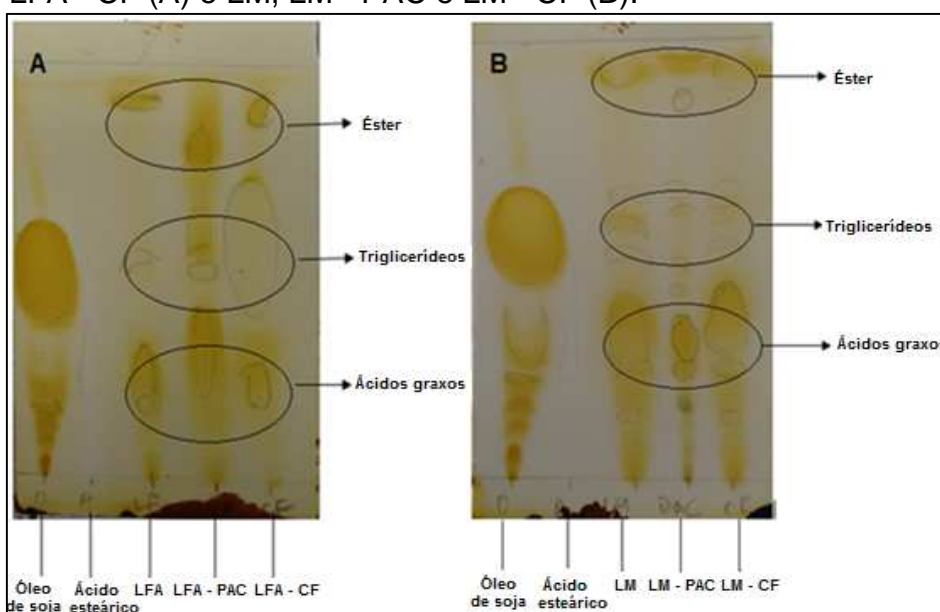 LFA - CF (A) e LM, LM - PAC e LM - CF (B).
A
Éster
Triglicerídeos
Ácidos graxos
Óleo de soja
Ácido esteárico
LFA
LFA - PAC
LFA - CF
B
Éster
Triglicerídeos
Ácidos graxos
Óleo de soja
Ácido esteárico
LM
LM - PAC
LM - CF